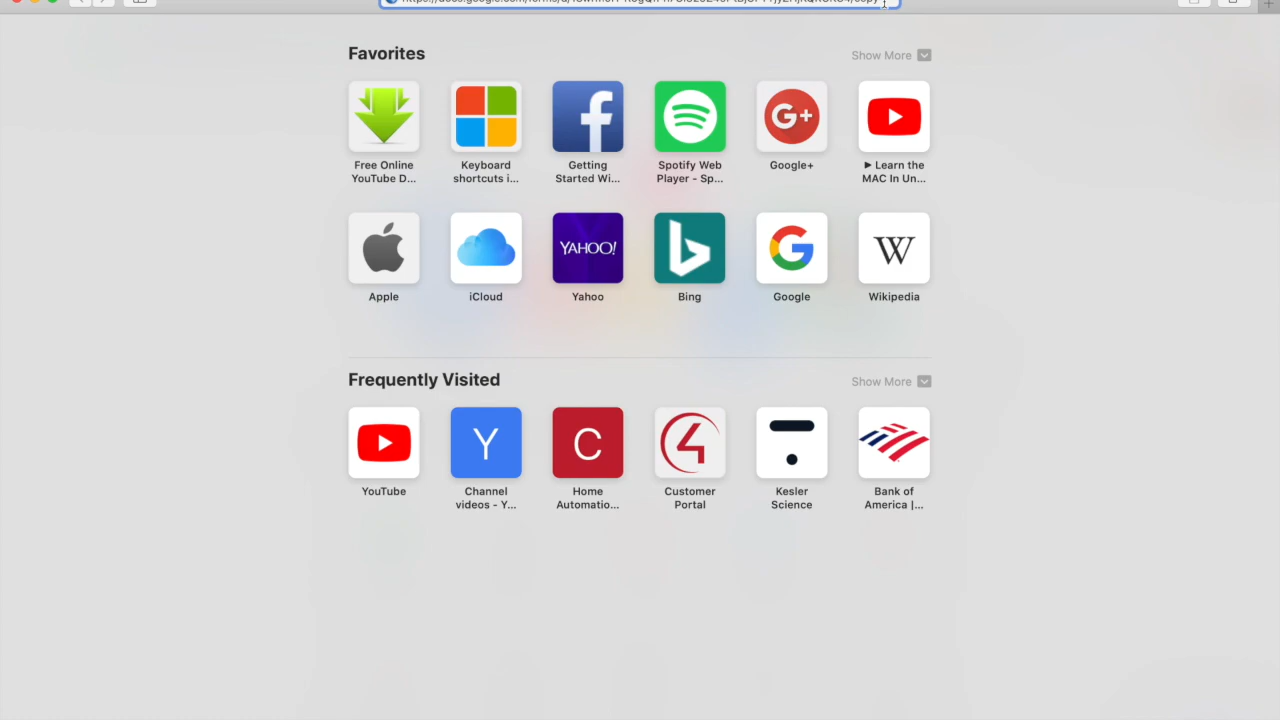 Favorites
Show More
Free Online
YouTube D...
Keyboard
shortcuts i...
Getting
Started Wi...
Spotify Web
Player - Sp...
G+
Google+
► Learn the
MAC In Un...
Apple
iCloud
YAHOO!
Yahoo
Bing
Google
W
Wikipedia
Frequently Visited
Show More
YouTube
Y
Channel
videos - Y...
C
Home
Automatio...
4
Customer
Portal
Kesler
Science
Bank of
America |...